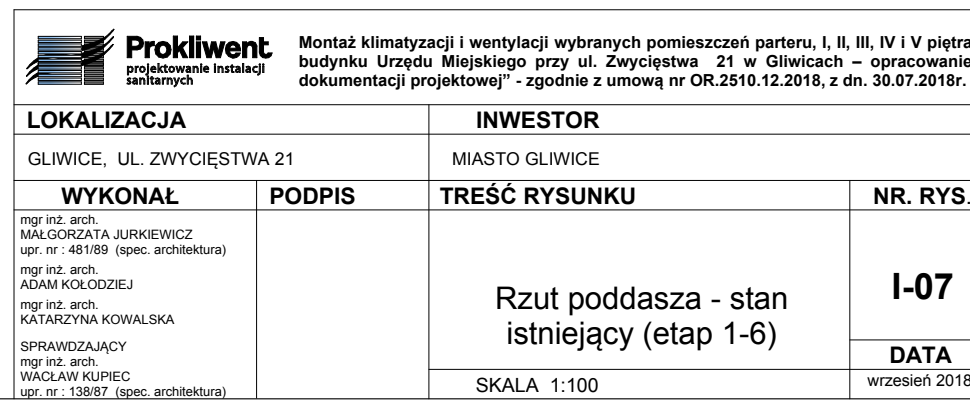 Prokliwent
projektowanie Instalacji
sanitarnych
Montaż klimatyzacji i wentylacji wybranych pomieszczeń parteru, I, II, III, IV i V piętra
budynku Urzędu Miejskiego przy ul. Zwycięstwa 21 w Gliwicach – opracowanie
dokumentacji projektowej” - zgodnie z umową nr OR.2510.12.2018, z dn. 30.07.2018r.
LOKALIZACJA
INWESTOR
GLIWICE, UL. ZWYCIĘSTWA 21
MIASTO GLIWICE
WYKONAŁ
PODPIS
TREŚĆ RYSUNKU
NR. RYS.
mgr inż. arch.
MAŁGORZATA JURKIEWICZ
upr. nr : 481/89 (spec. architektura)
mgr inż. arch.
ADAM KOŁODZIEJ
mgr inż. arch.
KATARZYNA KOWALSKA
SPRAWDZAJĄCY
mgr inż. arch.
WACŁAW KUPIEC
upr. nr : 138/87 (spec. architektura)
Rzut poddasza - stan
istniejący (etap 1-6)
SKALA 1:100
I-07
DATA
wrzesień 2018